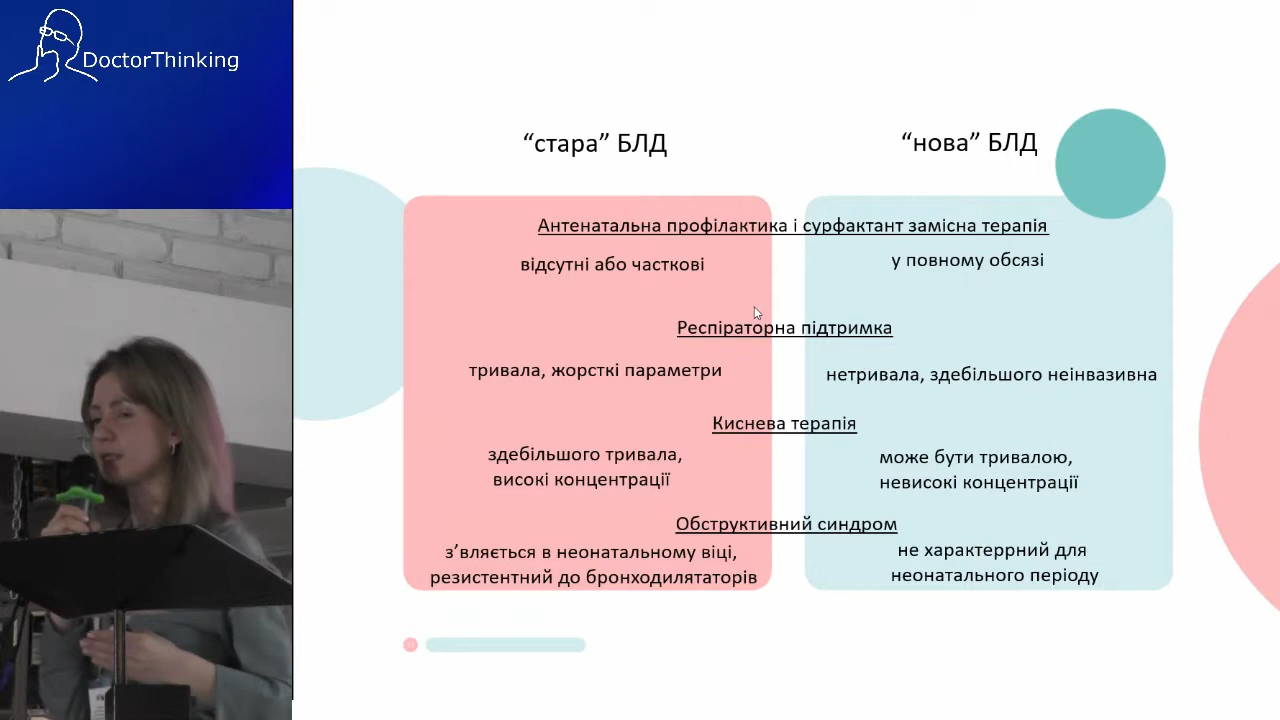 DoctorThinking
“стара” БЛД
“нова” БЛД
Антенатальна профілактика і сурфактант замісна терапія
відсутні або часткові
у повному обсязі
Респіраторна підтримка
тривала, жорсткі параметри
нетривала, здебільшого неінвазивна
Киснева терапія
здебільшого тривала,
високі концентрації
може бути тривалою,
невисокі концентрації
Обструктивний синдром
з’вляється в неонатальному віці,
резистентний до бронходилятаторів
не характеррний для
неонатального періоду